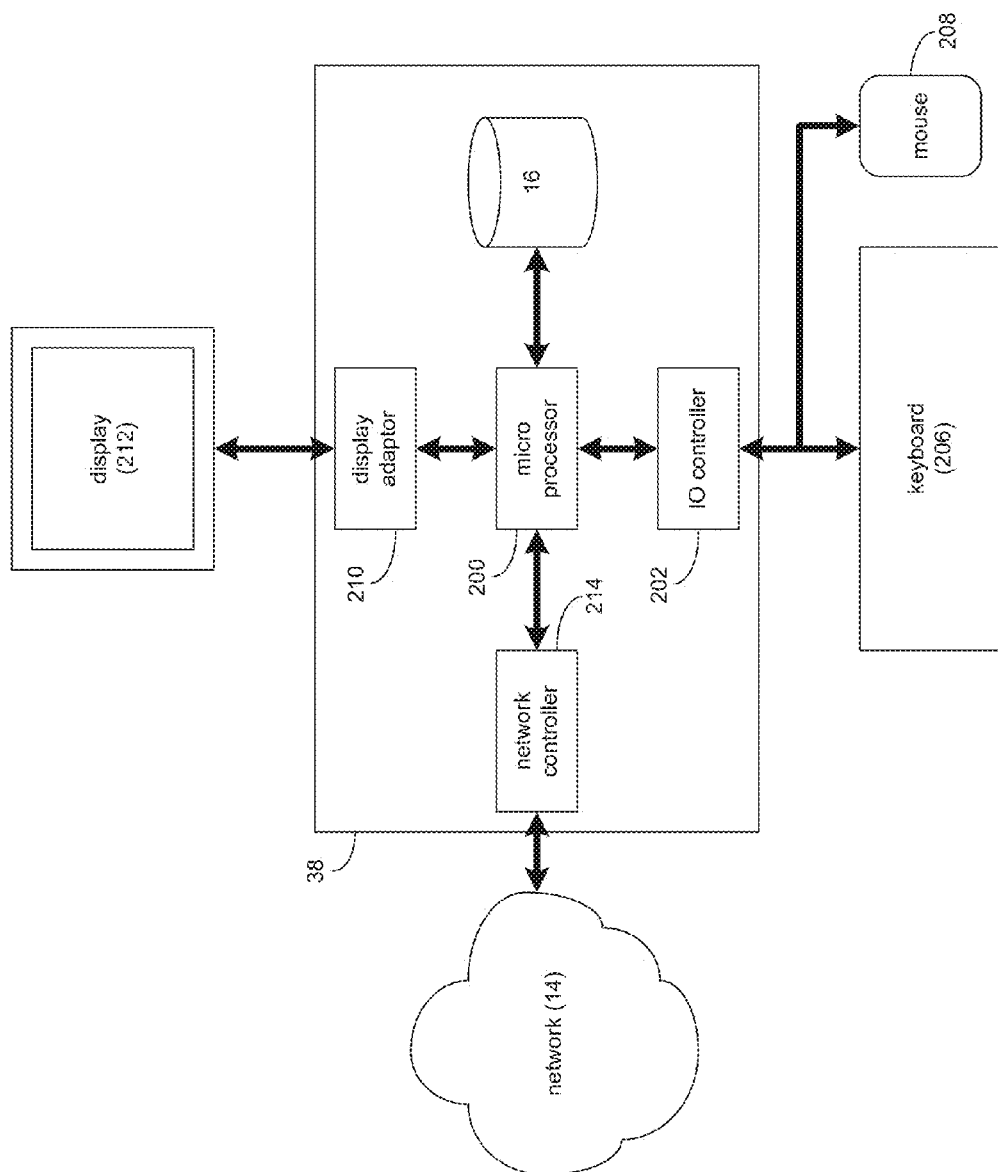 display
(212)
display
adaptor
210
micro
processor
200
16
IO controller
202
network
controller
214
38
network (14)
keyboard
(206)
mouse
208